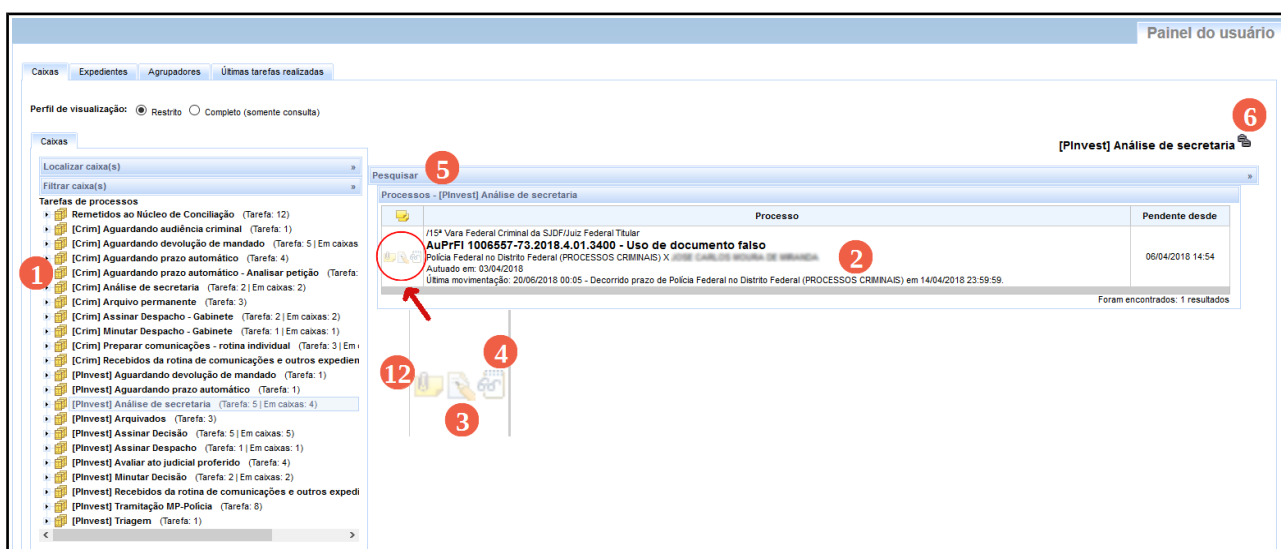 Painel do usuário
Caixas Expedientes Agrupadores Últimas tarefas realizadas
Perfil de visualização: Restrito Completo (somente consulta)
6
Caixas
[PInvest] Análise de secretaria
Localizar caixa(s) »
5
Pesquisar »
Filtrar caixa(s) »
Processos - [PInvest] Análise de secretaria
Tarefas de processos
Remetidos ao Núcleo de Conciliação (Tarefa: 12)
[Crim] Aguardando audiência criminal (Tarefa: 1)
[Crim] Aguardando devolução de mandado (Tarefa: 5 | Em caixas
[Crim] Aguardando prazo automático (Tarefa: 4)
1
[Crim] Aguardando prazo automático - Analisar petição (Tarefa:
[Crim] Análise de secretaria (Tarefa: 2 | Em caixas: 2)
[Crim] Arquivo permanente (Tarefa: 3)
[Crim] Assinar Despacho - Gabinete (Tarefa: 2 | Em caixas: 2)
[Crim] Minutar Despacho - Gabinete (Tarefa: 1 | Em caixas: 1)
[Crim] Preparar comunicações - rotina individual (Tarefa: 3 | Em
[Crim] Recebidos da rotina de comunicações e outros expedien
[PInvest] Aguardando devolução de mandado (Tarefa: 1)
[PInvest] Aguardando prazo automático (Tarefa: 1)
[PInvest] Análise de secretaria (Tarefa: 5 | Em caixas: 4)
[PInvest] Arquivados (Tarefa: 3)
[PInvest] Assinar Decisão (Tarefa: 5 | Em caixas: 5)
[PInvest] Assinar Despacho (Tarefa: 1 | Em caixas: 1)
[PInvest] Avaliar ato judicial proferido (Tarefa: 4)
[PInvest] Minutar Decisão (Tarefa: 2 | Em caixas: 2)
[PInvest] Recebidos da rotina de comunicações e outros expedi
[PInvest] Tramitação MP-Polícia (Tarefa: 8)
[PInvest] Triagem (Tarefa: 1)
Processo Pendente desde
/15ª Vara Federal Criminal da SJDF/Juiz Federal Titular
AuPrFl 1006557-73.2018.4.01.3400 - Uso de documento falso
Polícia Federal no Distrito Federal (PROCESSOS CRIMINAIS) X
2
06/04/2018 14:54
Autuado em: 03/04/2018
Última movimentação: 20/06/2018 00:05 - Decorrido prazo de Polícia Federal no Distrito Federal (PROCESSOS CRIMINAIS) em 14/04/2018 23:59:59.
Foram encontrados: 1 resultados
4
12
3